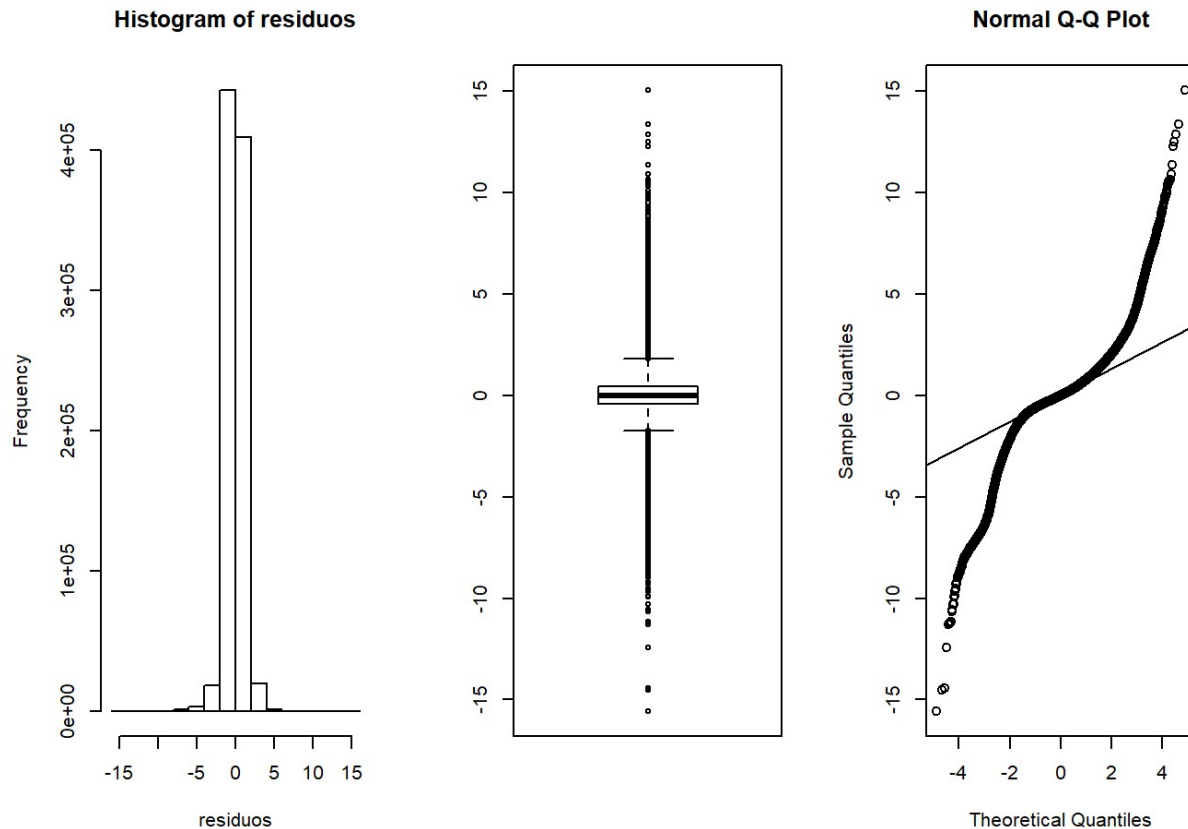 Histogram of residuos
Frequency
4e+05
3e+05
2e+05
1e+05
0e+00
-15
-5
0
5
10
15
residuos
15
10
5
0
-5
-10
-15
Normal Q-Q Plot
Sample Quantiles
15
10
5
0
-5
-10
-15
-4
-2
0
2
4
Theoretical Quantiles